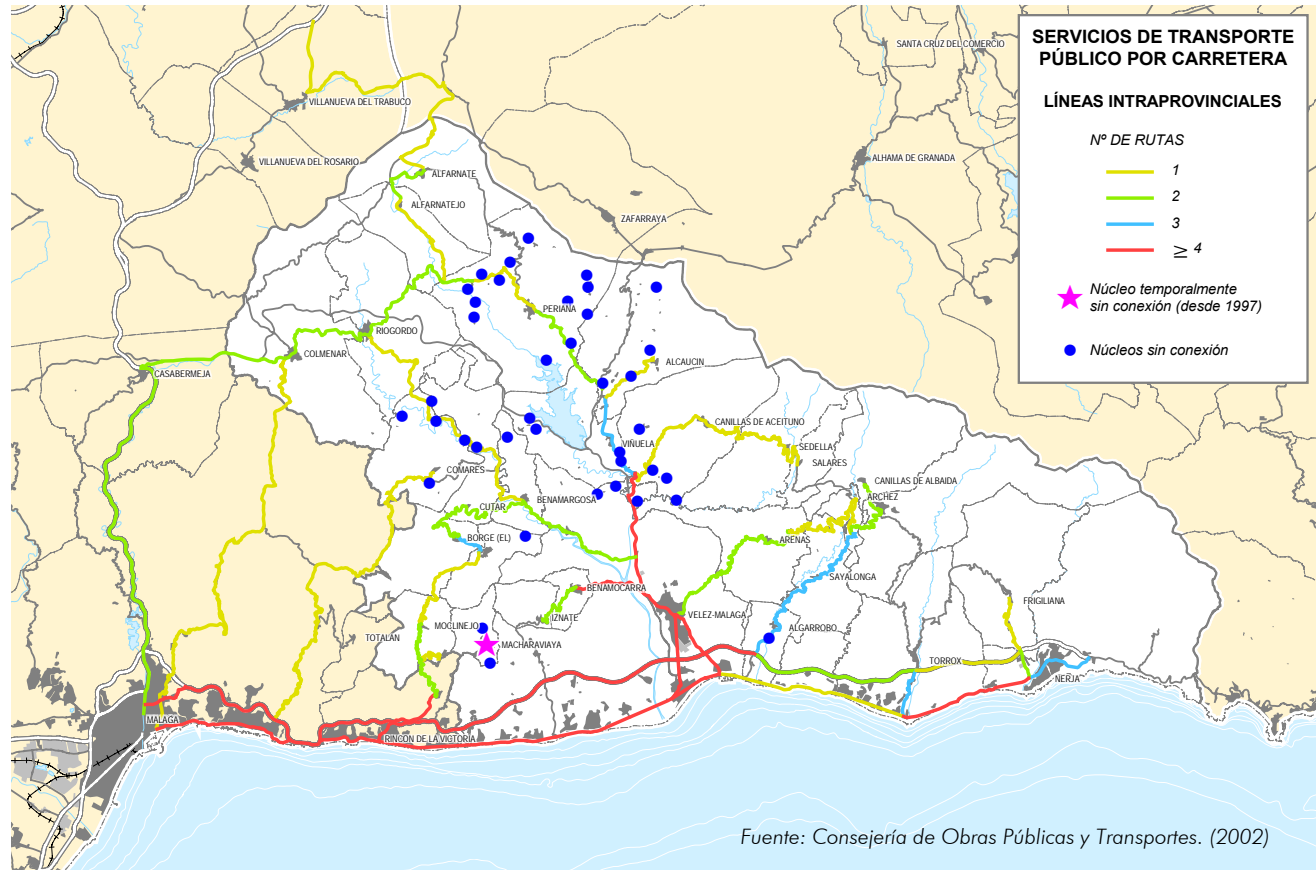 SERVICIOS DE TRANSPORTE
PÚBLICO POR CARRETERA
LÍNEAS INTRAPROVINCIALES
Nº DE RUTAS
1
2
3
≥ 4
Núcleo temporalmente
sin conexión (desde 1997)
Núcleos sin conexión
SANTA CRUZ DEL COMERCIO
VILLANUEVA DEL TRABUCO
VILLANUEVA DEL ROSARIO
ALHAMA DE GRANADA
ALFARNATE
ALFARNATEJO
ZAFARRAYA
PERIANA
RIOGORDO
COLMENAR
ALCAUCIN
CASABERMEJA
CANILLAS DE ACEITUNO
VIÑUELA
SEDELLA
SALARES
COMARES
CANILLAS DE ALBAIDA
ARCHEZ
BENAMARGOSA
CUTAR
BORGE (EL)
ARENAS
SAYALONGA
BENAMOCARRA
FRIGILIANA
IZNATE
VELEZ-MALAGA
MOCLINEJO
ALGARROBO
TOTALAN
MACHARAVIAYA
TORROX
NERJA
MALAGA
RINCON DE LA VICTORIA
Fuente: Consejería de Obras Públicas y Transportes. (2002)